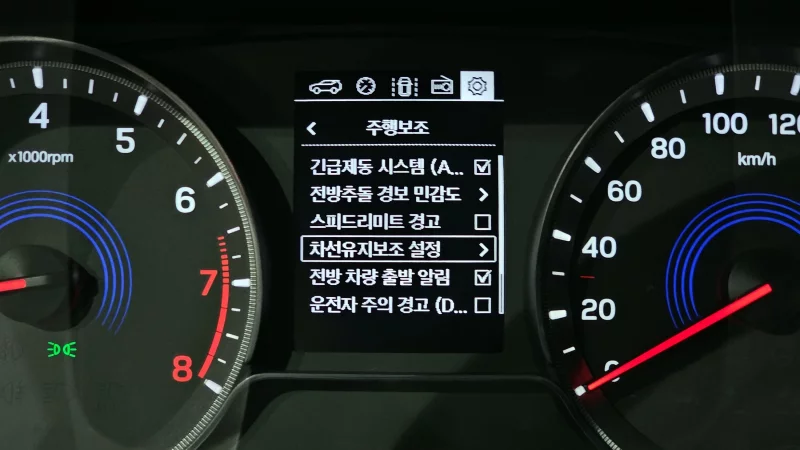 4
5
6
7
8
x1000rpm
주행보조
긴급제동 시스템 (A...
전방추돌 경보 민감도
스피드리미트 경고
차선유지보조 설정
전방 차량 출발 알림
운전자 주의 경고 (D...
120
100
80
60
40
20
km/h